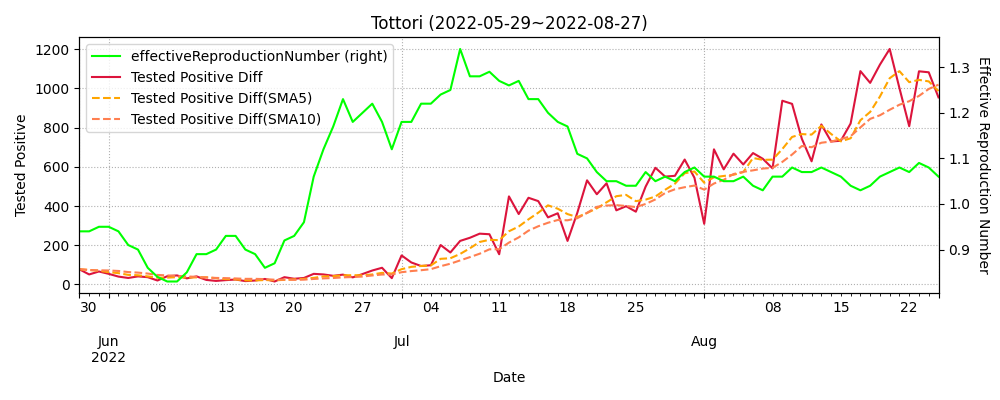 Tottori (2022-05-29~2022-08-27)
effectiveReproductionNumber (right)
Tested Positive Diff
Tested Positive Diff(SMA5)
Tested Positive Diff(SMA10)
Tested Positive
1200
1000
800
600
400
200
0
Effective Reproduction Number
1.3
1.2
1.1
1.0
0.9
30 06 13 20 27 04 11 18 25 08 15 22
Jun Jul Aug
2022
Date